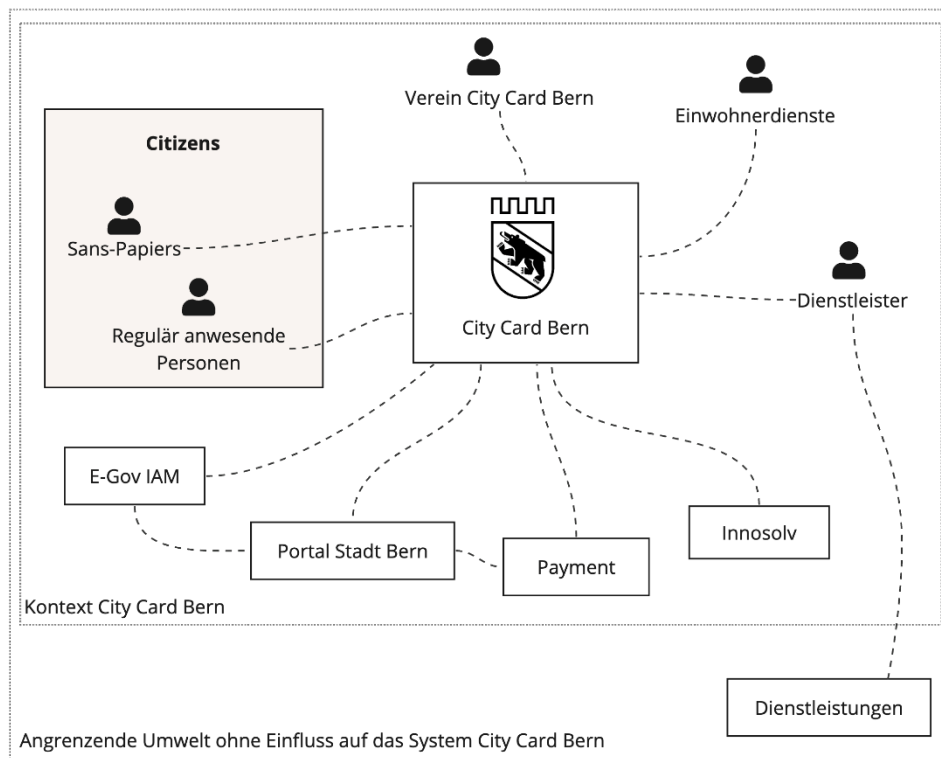 Verein City Card Bern
Einwohnerdienste
Citizens
Sans-Papiers
Regulär anwesende
Personen
City Card Bern
Dienstleister
E-Gov IAM
Portal Stadt Bern
Payment
Innosolv
Kontext City Card Bern
Dienstleistungen
Angrenzende Umwelt ohne Einfluss auf das System City Card Bern